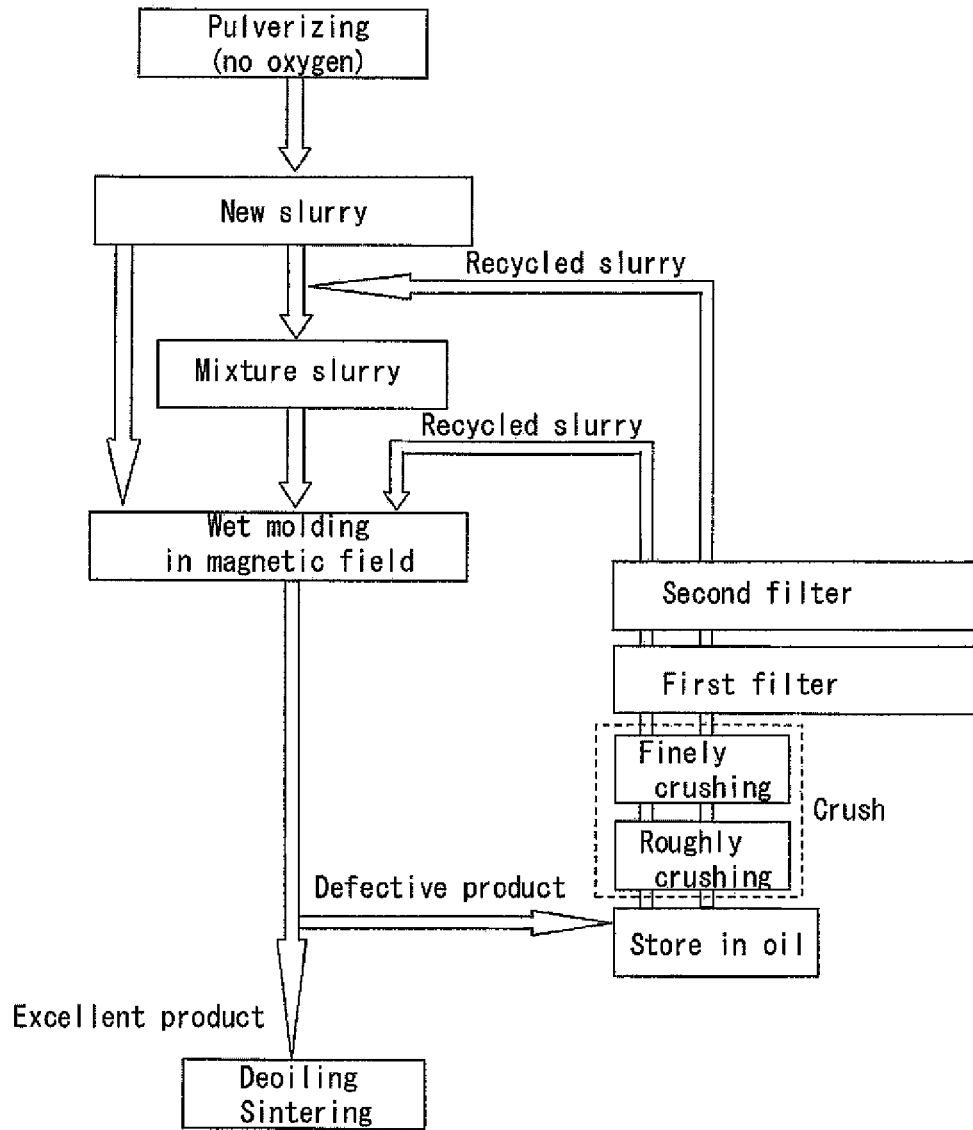 Pulverizing
(no oxygen)
New slurry
Recycled slurry
Mixture slurry
Recycled slurry
Wet molding
in magnetic field
Second filter
First filter
Finely
crushing
Crush
Roughly
crushing
Defective product
Store in oil
Excellent product
Deoiling
Sintering